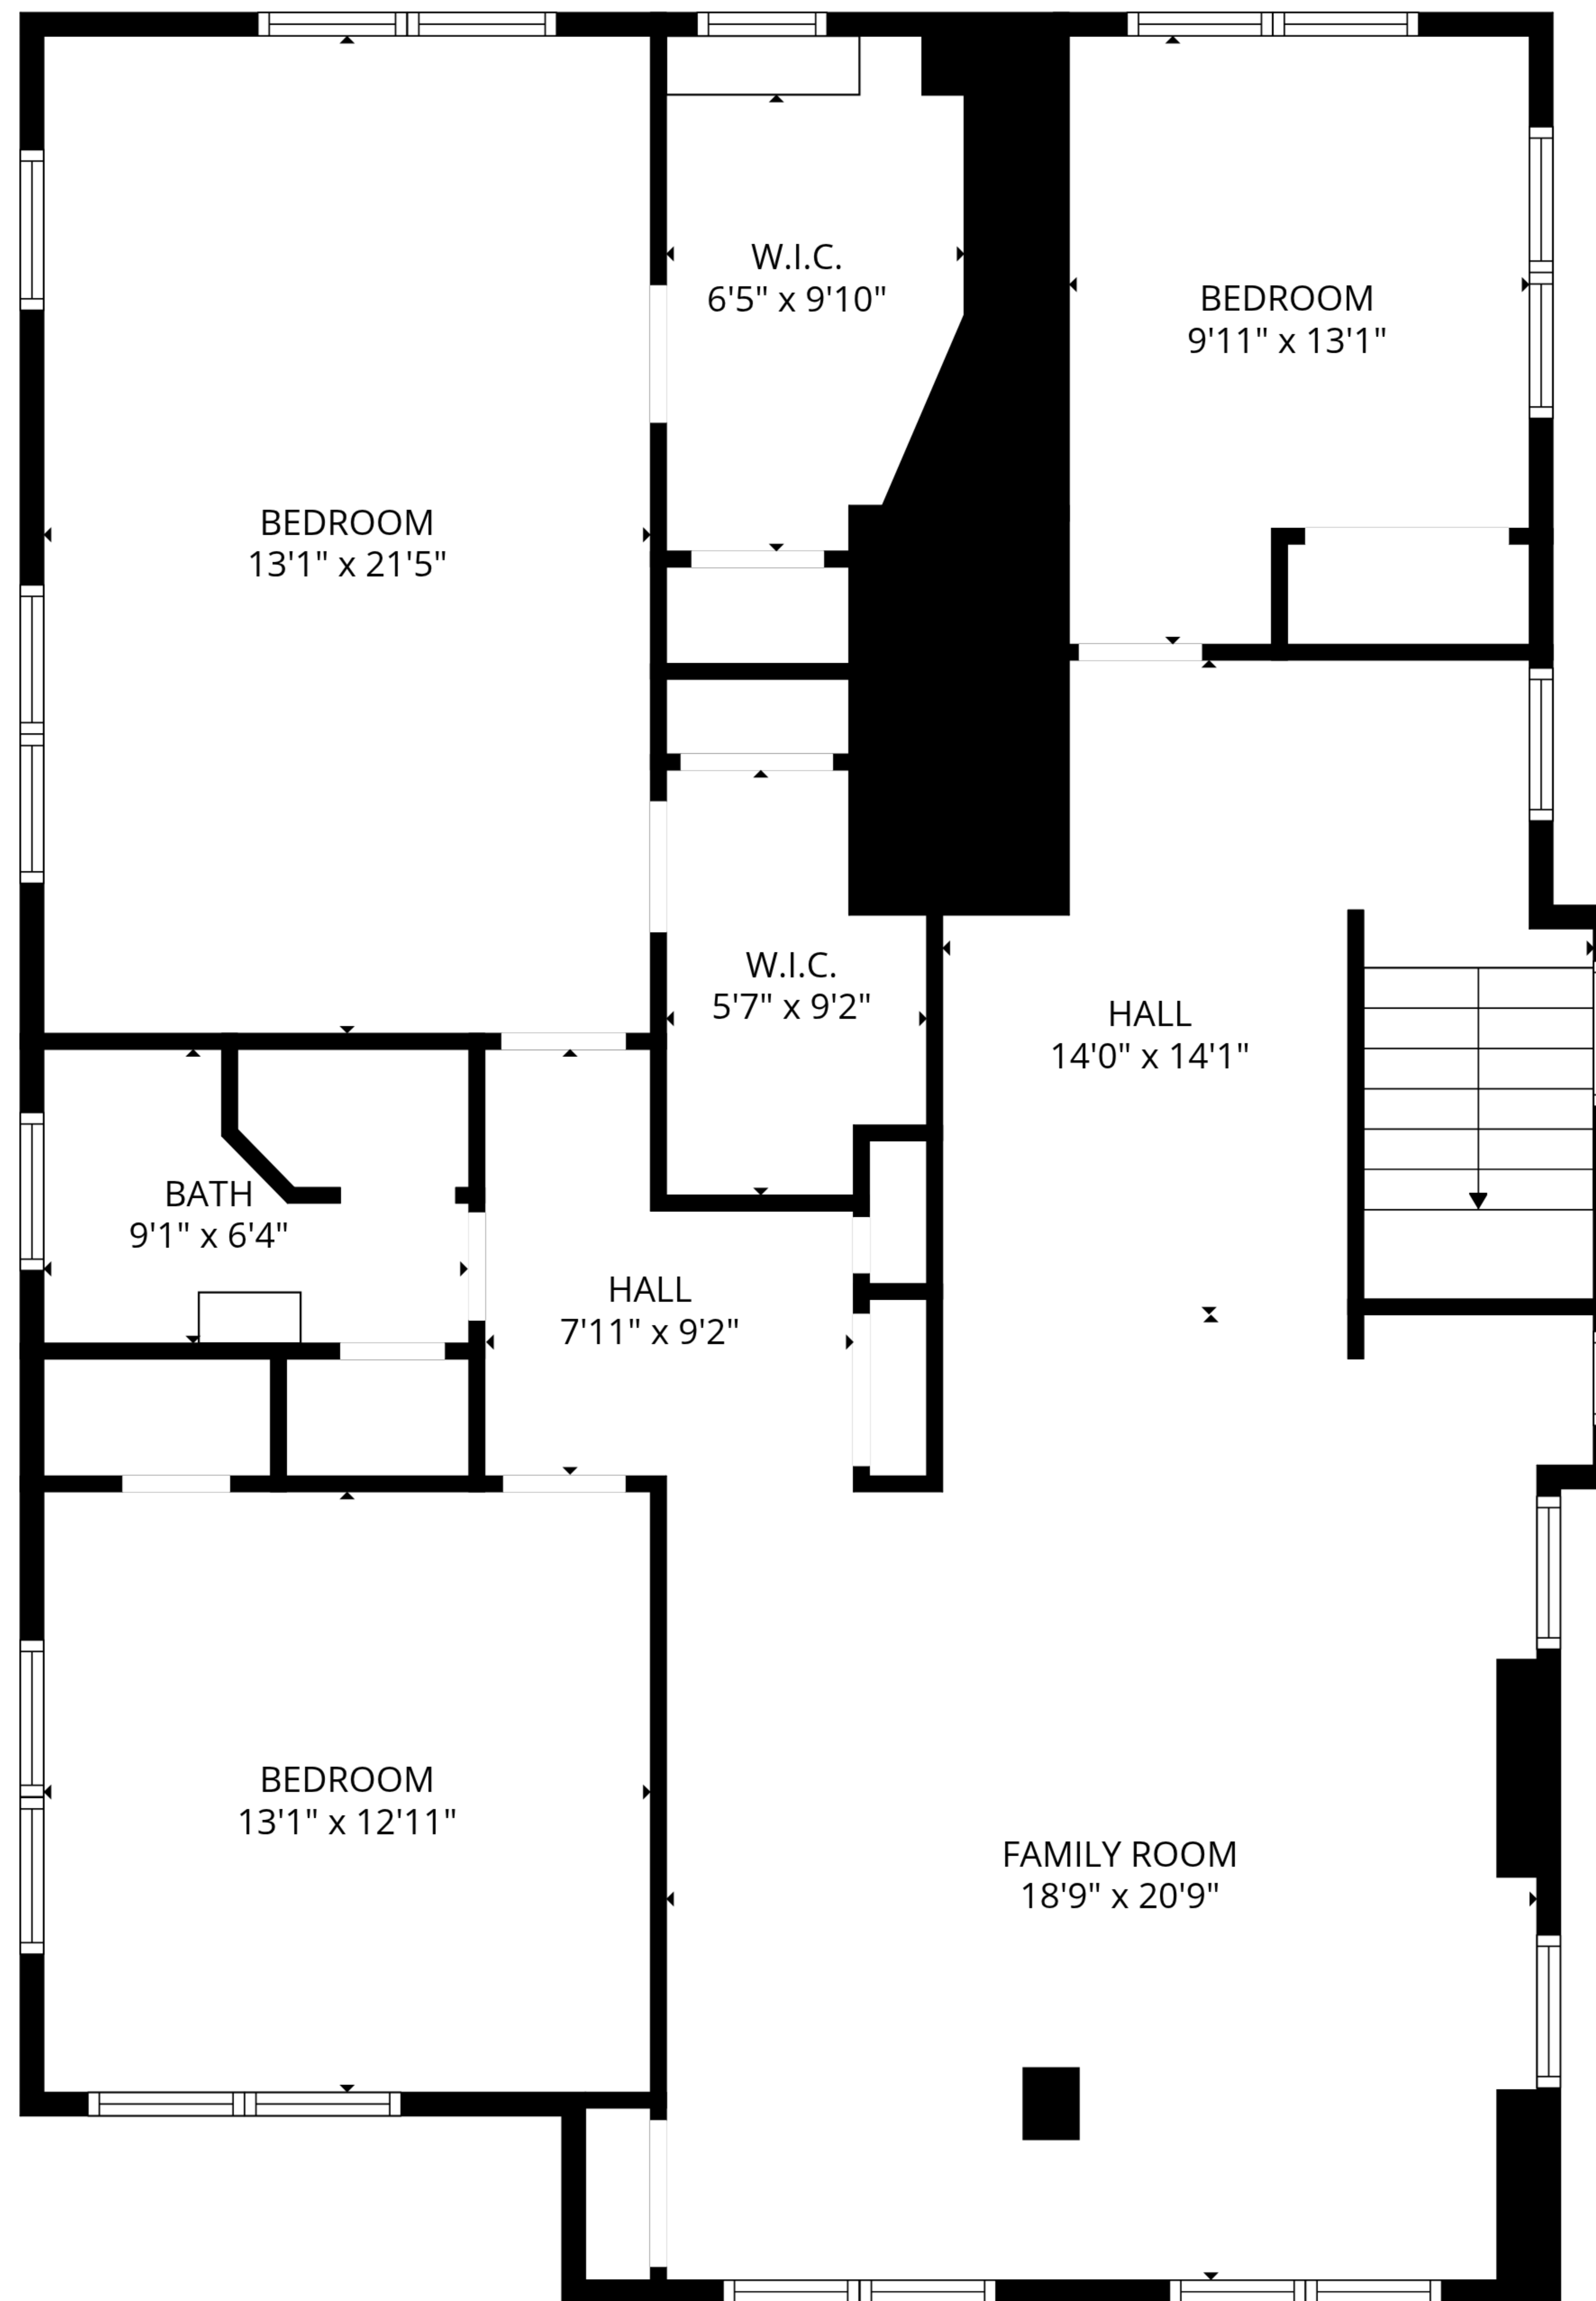 W.I.C.
6'5" x 9'10"
BEDROOM
9'11" x 13'1"
BEDROOM
13'1" x 21'5"
W.I.C.
5'7" x 9'2"
HALL
14'0" x 14'1"
BATH
9'1" x 6'4"
HALL
7'11" x 9'2"
BEDROOM
13'1" x 12'11"
FAMILY ROOM
18'9" x 20'9"